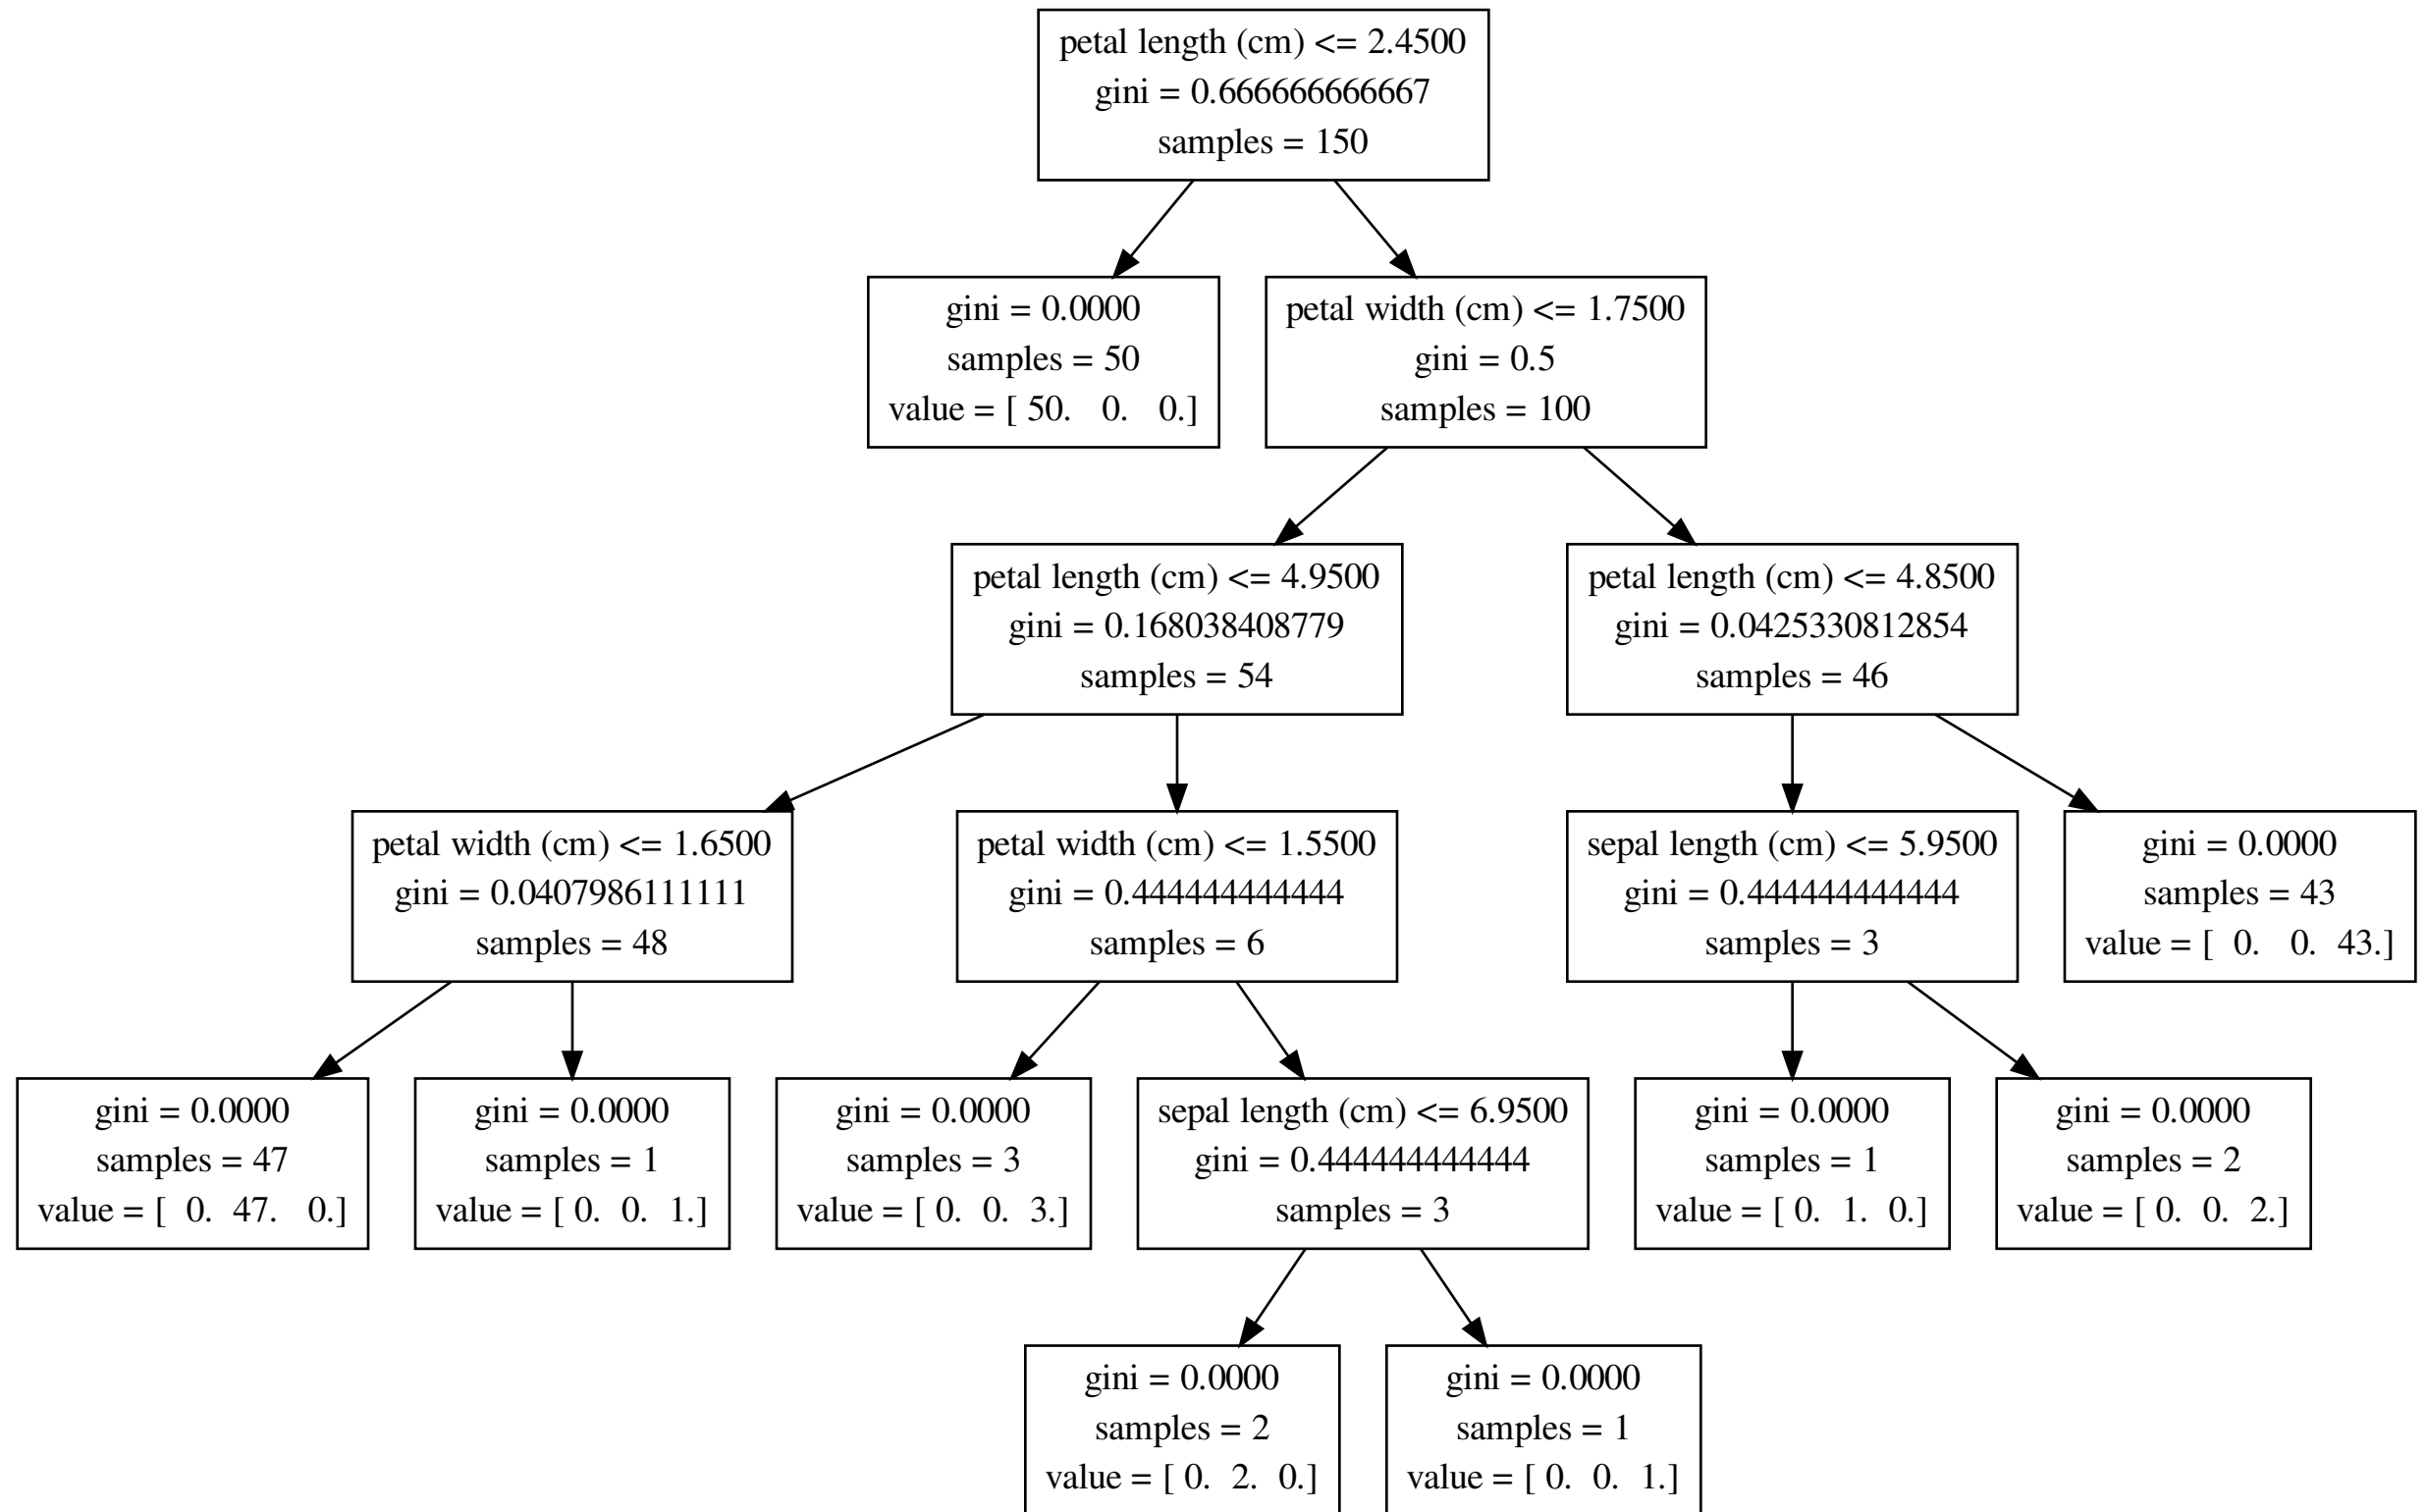 petal length (cm) <= 2.4500
gini = 0.666666666667
samples = 150
gini = 0.0000
samples = 50
value = [ 50. 0. 0.]
petal width (cm) <= 1.7500
gini = 0.5
samples = 100
petal length (cm) <= 4.9500
gini = 0.168038408779
samples = 54
petal length (cm) <= 4.8500
gini = 0.0425330812854
samples = 46
petal width (cm) <= 1.6500
gini = 0.0407986111111
samples = 48
petal width (cm) <= 1.5500
gini = 0.444444444444
samples = 6
sepal length (cm) <= 5.9500
gini = 0.444444444444
samples = 3
gini = 0.0000
samples = 43
value = [ 0. 0. 43.]
gini = 0.0000
samples = 47
value = [ 0. 47. 0.]
gini = 0.0000
samples = 1
value = [ 0. 0. 1.]
gini = 0.0000
samples = 3
value = [ 0. 0. 3.]
sepal length (cm) <= 6.9500
gini = 0.444444444444
samples = 3
gini = 0.0000
samples = 1
value = [ 0. 1. 0.]
gini = 0.0000
samples = 2
value = [ 0. 0. 2.]
gini = 0.0000
samples = 2
value = [ 0. 2. 0.]
gini = 0.0000
samples = 1
value = [ 0. 0. 1.]